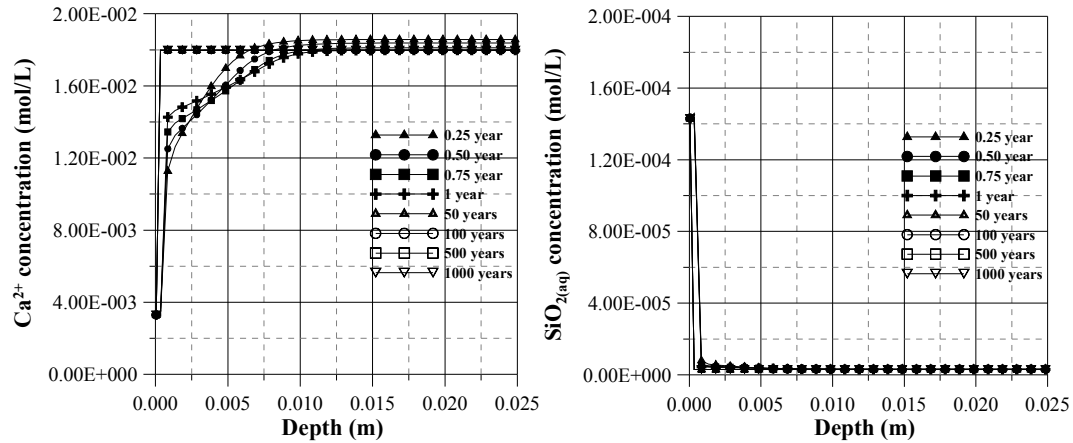 2.00E-002
1.60E-002
1.20E-002
8.00E-003
4.00E-003
0.00E+000
Ca²⁺ concentration (mol/L)
0.25 year
0.50 year
0.75 year
1 year
50 years
100 years
500 years
1000 years
0.000 0.005 0.010 0.015 0.020 0.025
Depth (m)
2.00E-004
1.60E-004
1.20E-004
8.00E-005
4.00E-005
0.00E+000
SiO₂₍ₐq₎ concentration (mol/L)
0.25 year
0.50 year
0.75 year
1 year
50 years
100 years
500 years
1000 years
0.000 0.005 0.010 0.015 0.020 0.025
Depth (m)